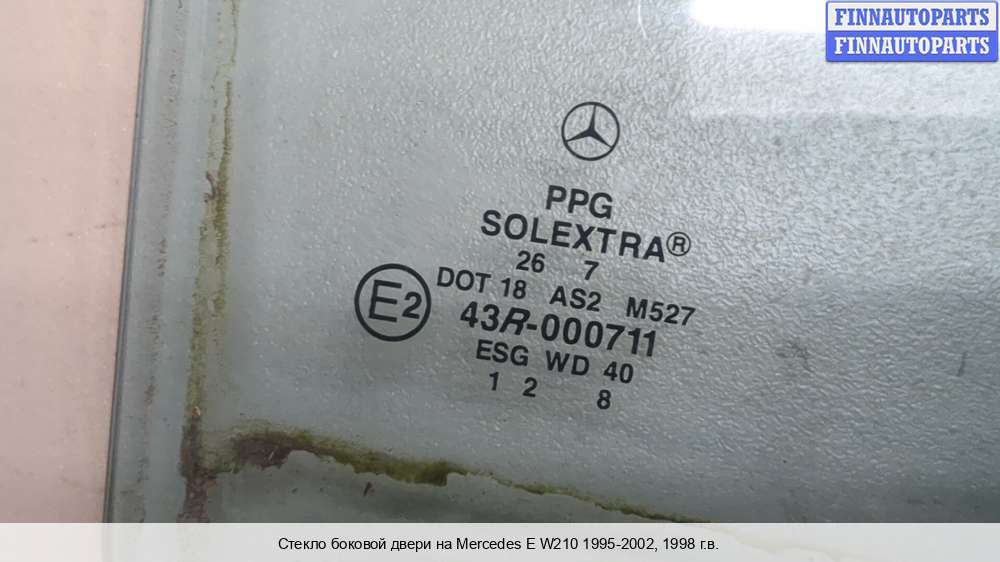 FINNAUTOPARTS
FINNAUTOPARTS
PPG
SOLEXTRA®
26 7
DOT 18 AS2 M527
E2
43R-000711
ESG WD 40
1 2 8
Стекло боковой двери на Mercedes E W210 1995-2002, 1998 г.в.